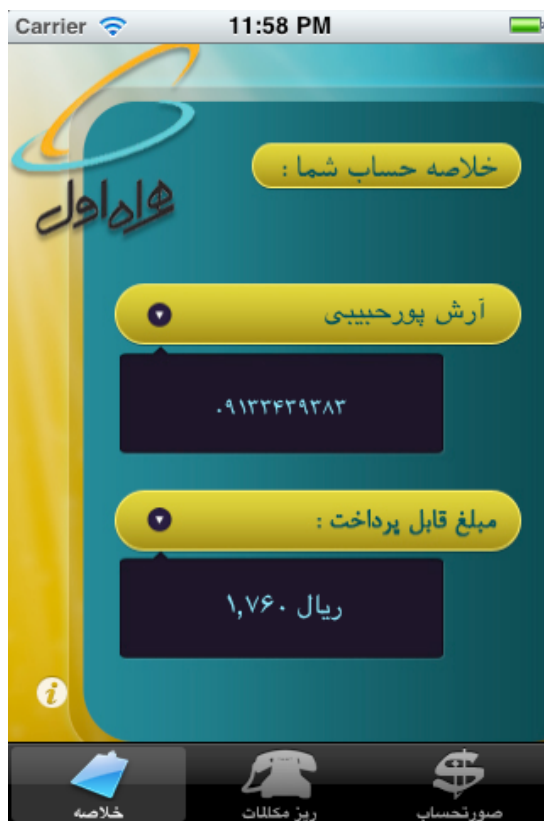 Carrier 11:58 PM
همراه اول
خلاصه حساب شما :
آرش پورحبیبی
۰۹۱۳۳۴۳۹۳۸۳
مبلغ قابل پرداخت :
ریال ۱,۷۶۰
خلاصه
ریز مکالمات
صورتحساب